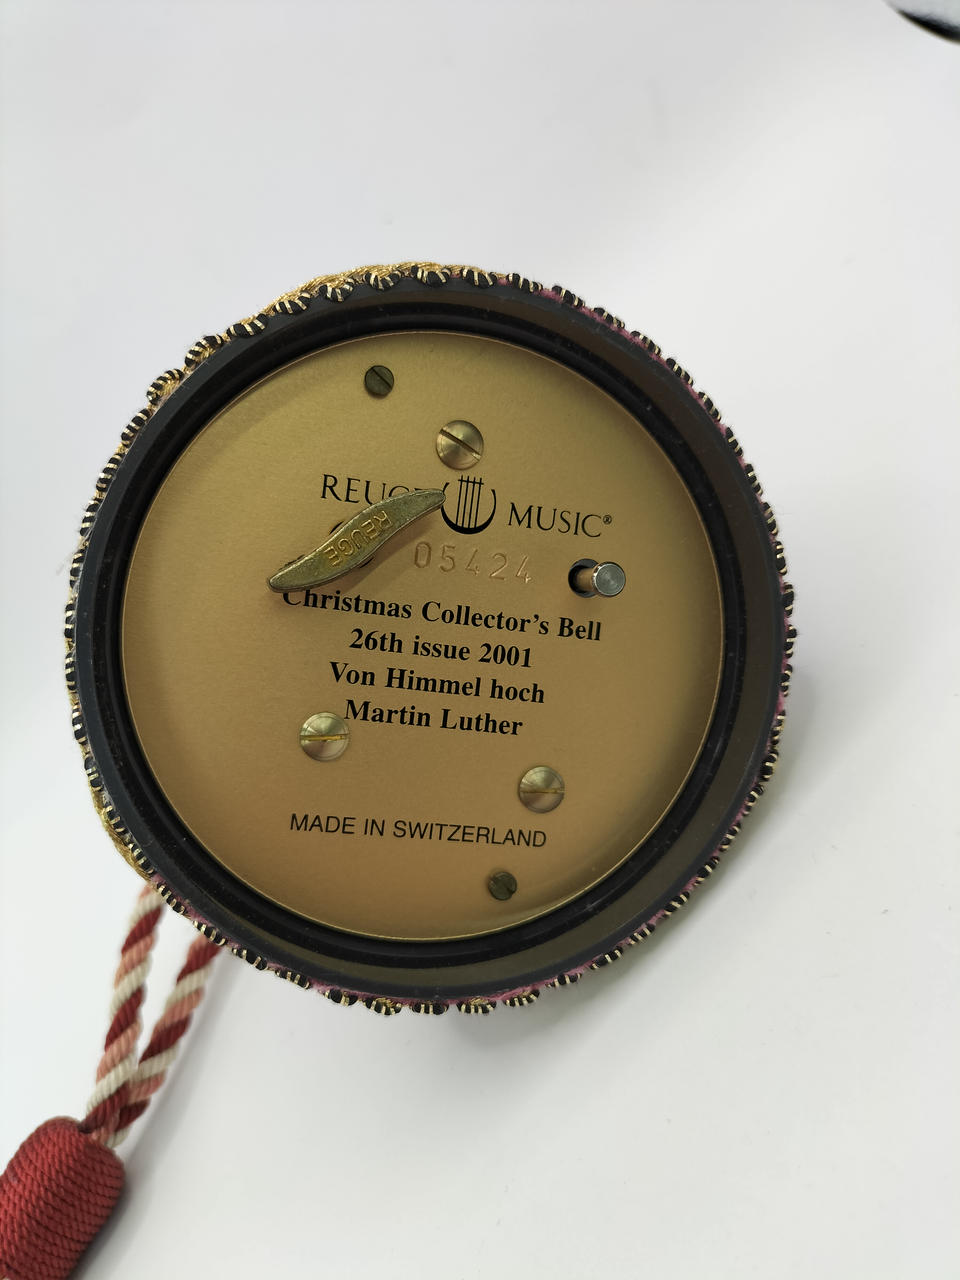 REUGE MUSIC®
REUGE
05424
Christmas Collector's Bell
26th issue 2001
Von Himmel hoch
Martin Luther
MADE IN SWITZERLAND